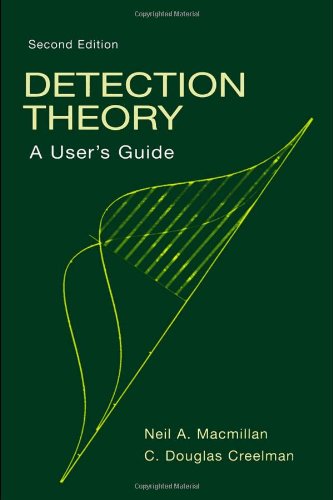 Second Edition
DETECTION
THEORY
A User's Guide
Neil A. Macmillan
C. Douglas Creelman